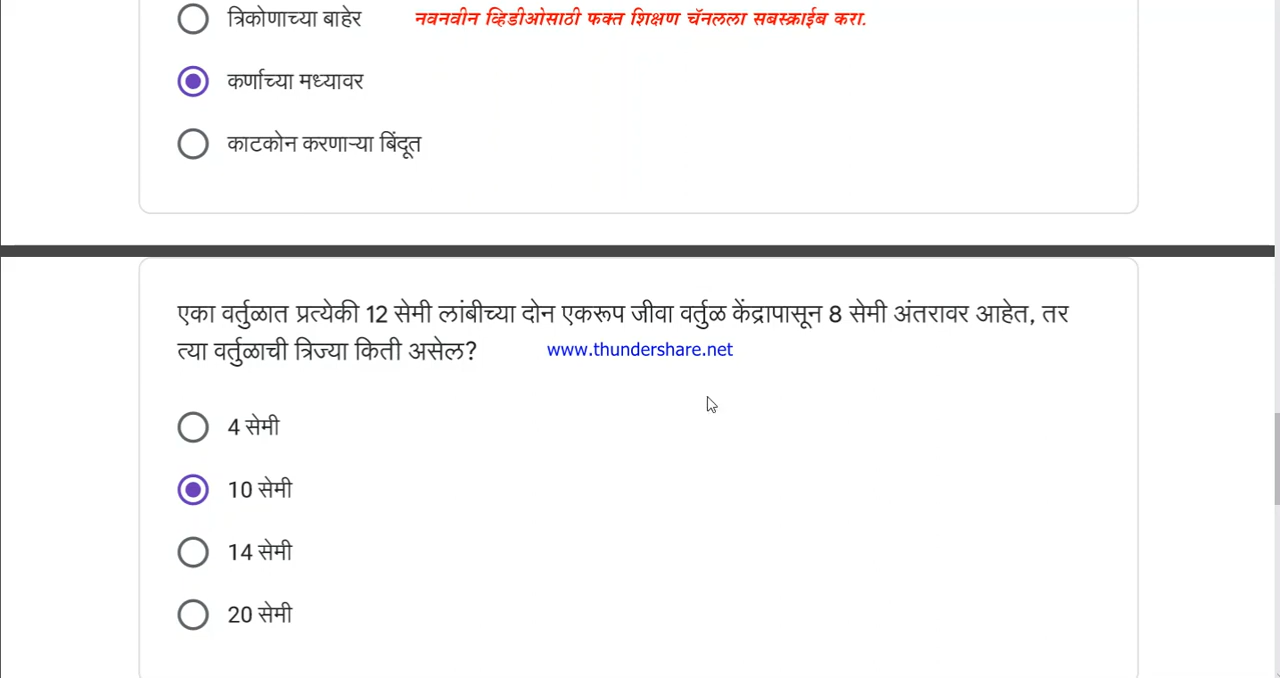 त्रिकोणाच्या बाहेर नवनवीन व्हिडीओसाठी फक्त शिक्षण चॅनलला सबस्क्राईब करा.
कर्णाच्या मध्यावर
काटकोन करणाऱ्या बिंदूत
एका वर्तुळात प्रत्येकी 12 सेमी लांबीच्या दोन एकरूप जीवा वर्तुळ केंद्रापासून 8 सेमी अंतरावर आहेत, तर
त्या वर्तुळाची त्रिज्या किती असेल? www.thundershare.net
4 सेमी
10 सेमी
14 सेमी
20 सेमी